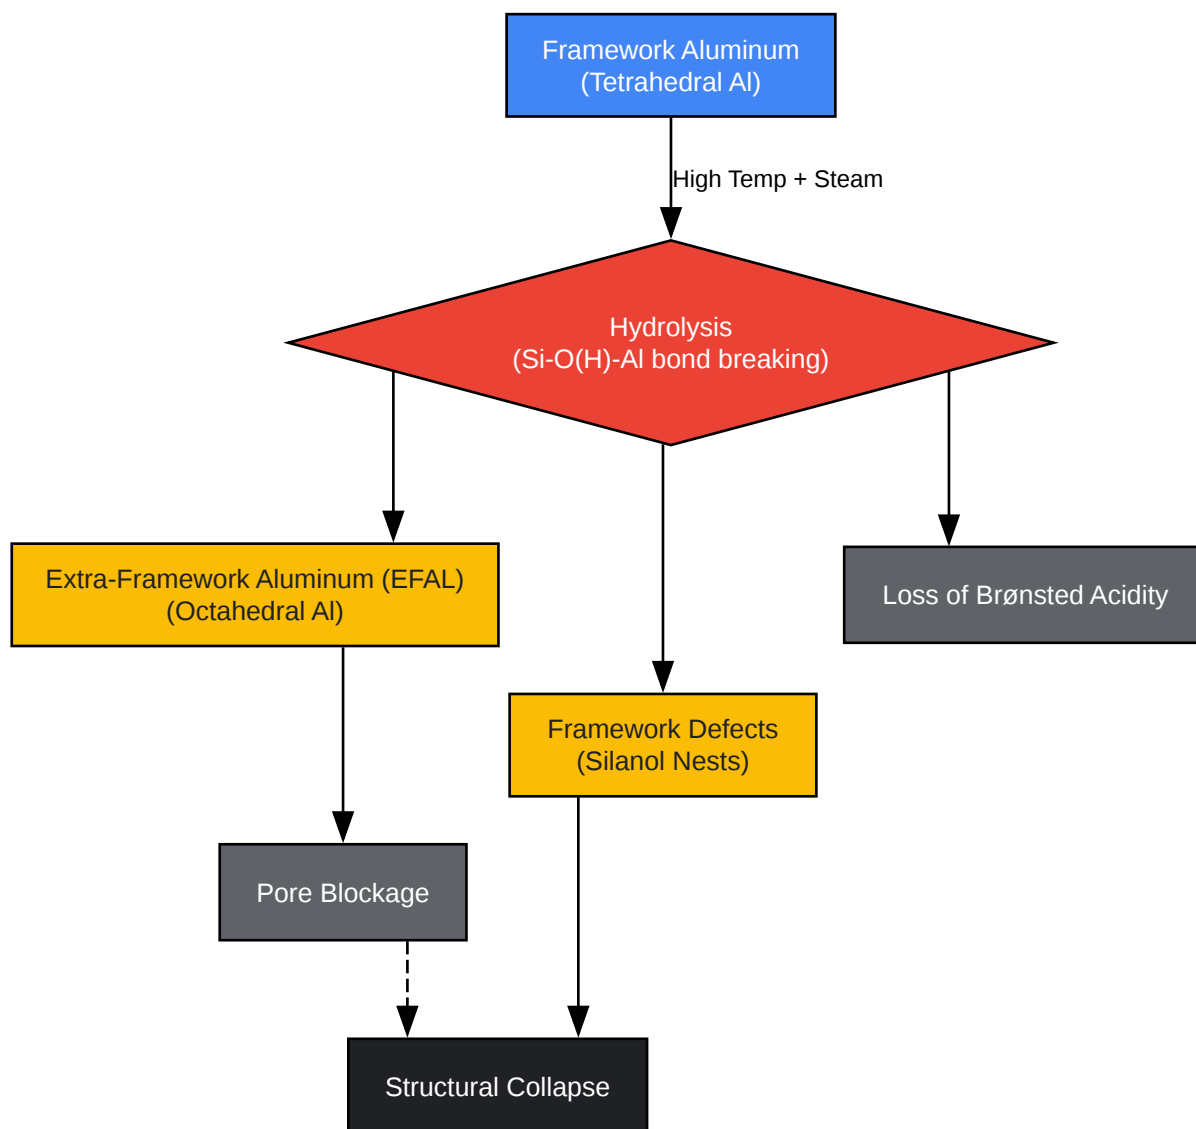 Framework Aluminum
(Tetrahedral Al)
High Temp + Steam
Hydrolysis
(Si-O(H)-Al bond breaking)
Extra-Framework Aluminum (EFAL)
(Octahedral Al)
Loss of Brønsted Acidity
Framework Defects
(Silanol Nests)
Pore Blockage
Structural Collapse